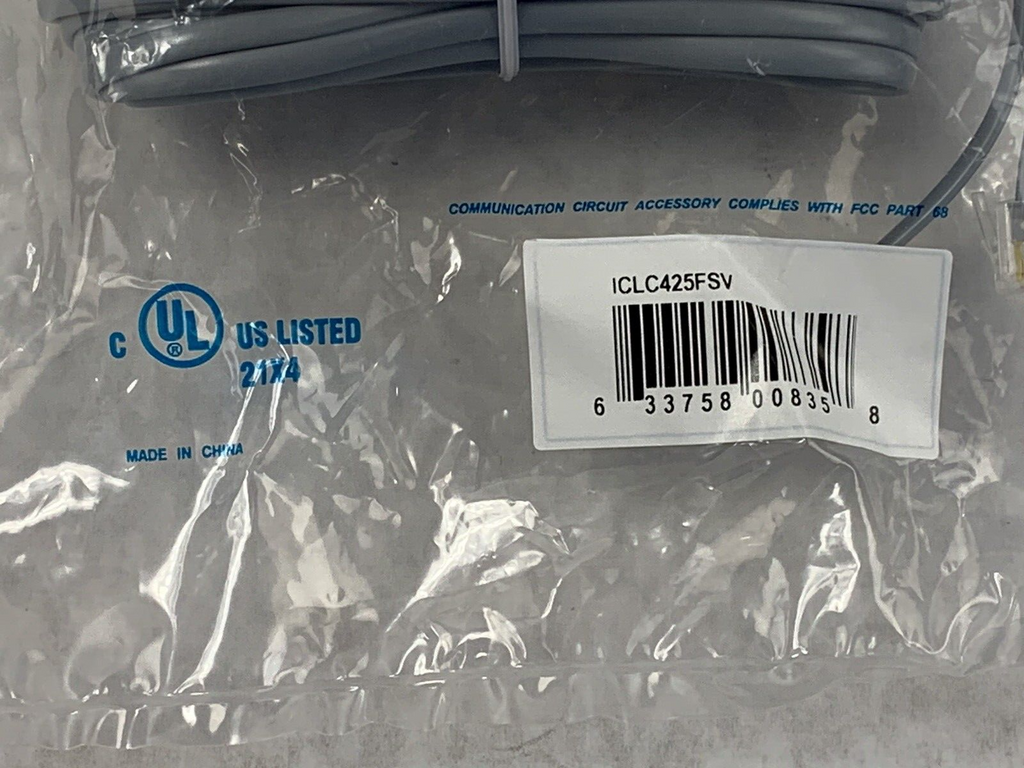 COMMUNICATION CIRCUIT ACCESSORY COMPLIES WITH FCC PART 68
ICLC425FSV
6 33758 00835 8
C UL ® US LISTED
21X4
MADE IN CHINA